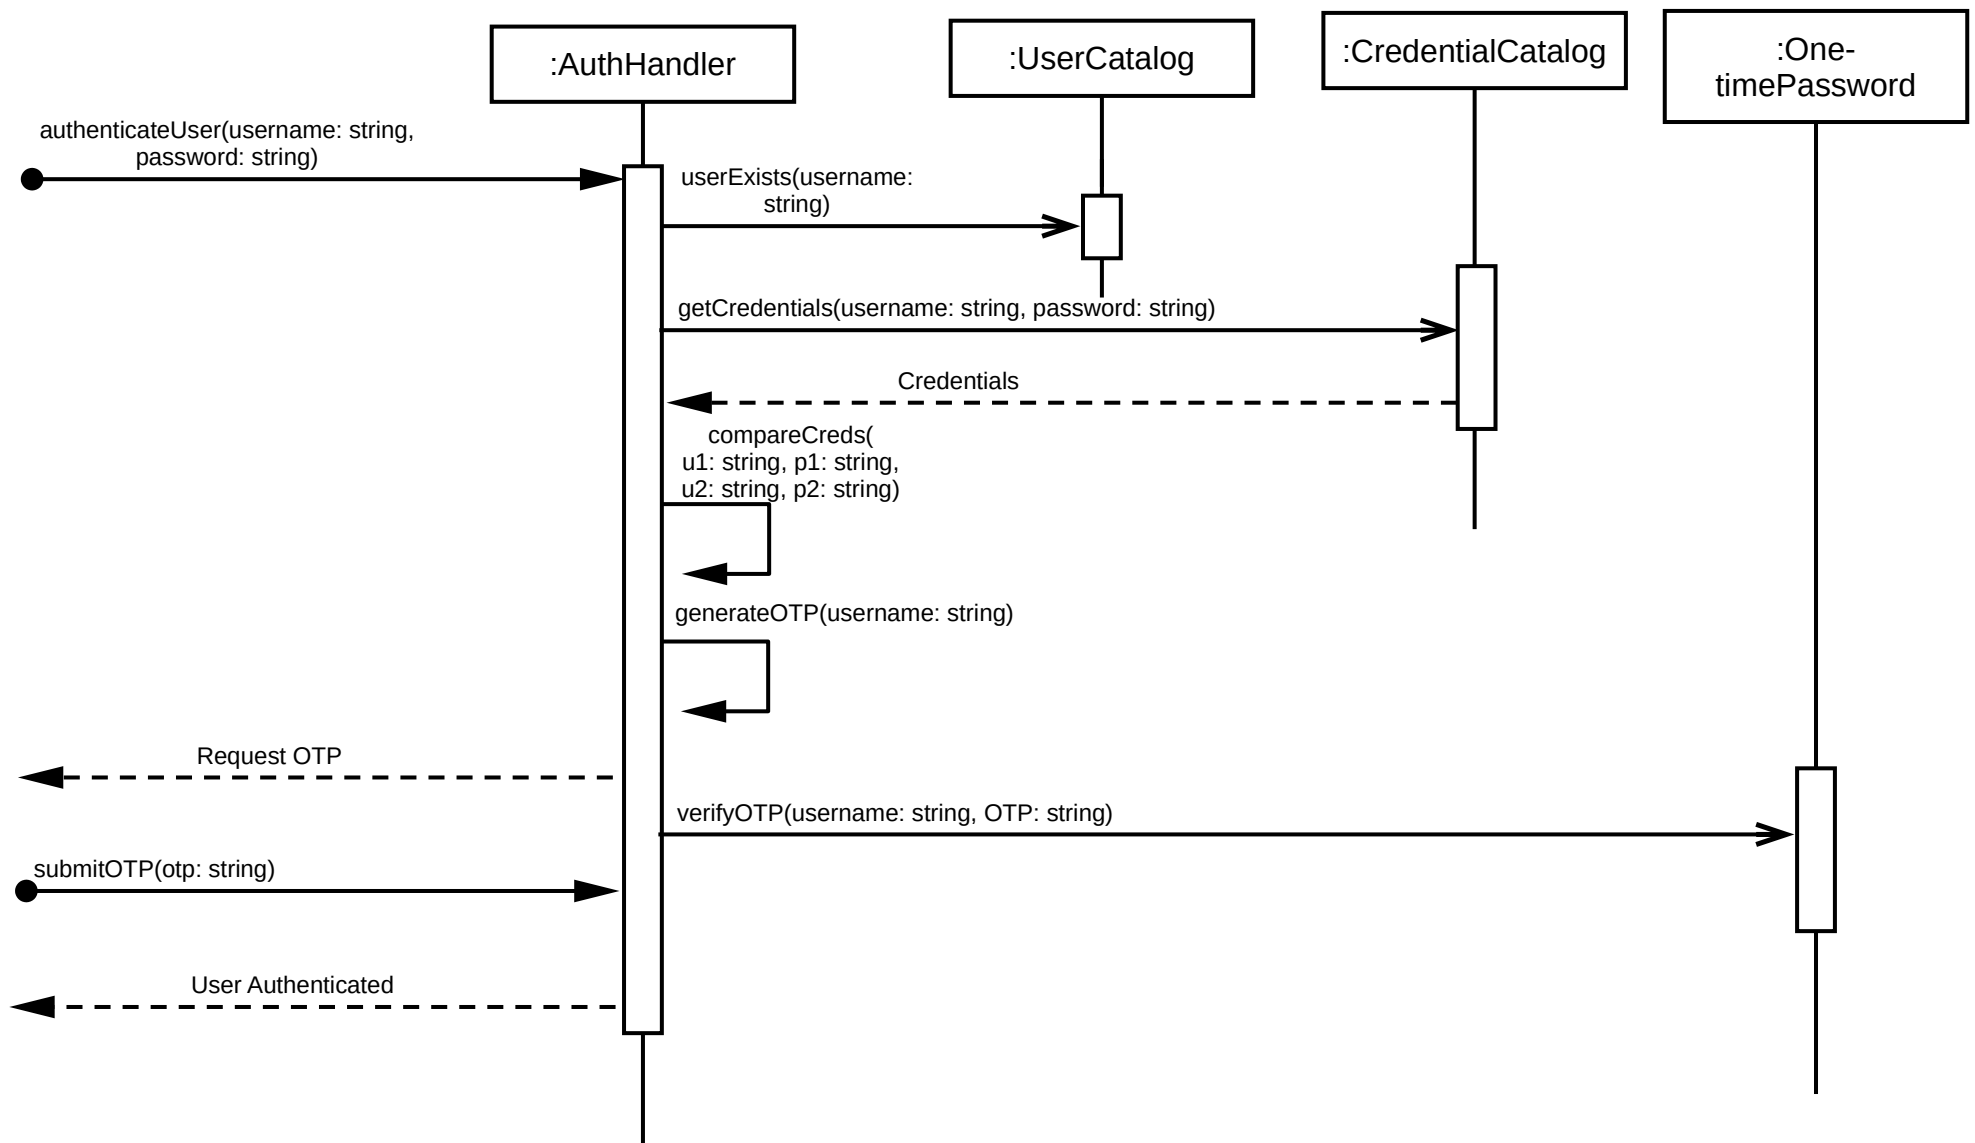 :AuthHandler
:UserCatalog
:CredentialCatalog
:One-
timePassword
authenticateUser(username: string,
password: string)
userExists(username:
string)
getCredentials(username: string, password: string)
Credentials
compareCreds(
u1: string, p1: string,
u2: string, p2: string)
generateOTP(username: string)
Request OTP
verifyOTP(username: string, OTP: string)
submitOTP(otp: string)
User Authenticated